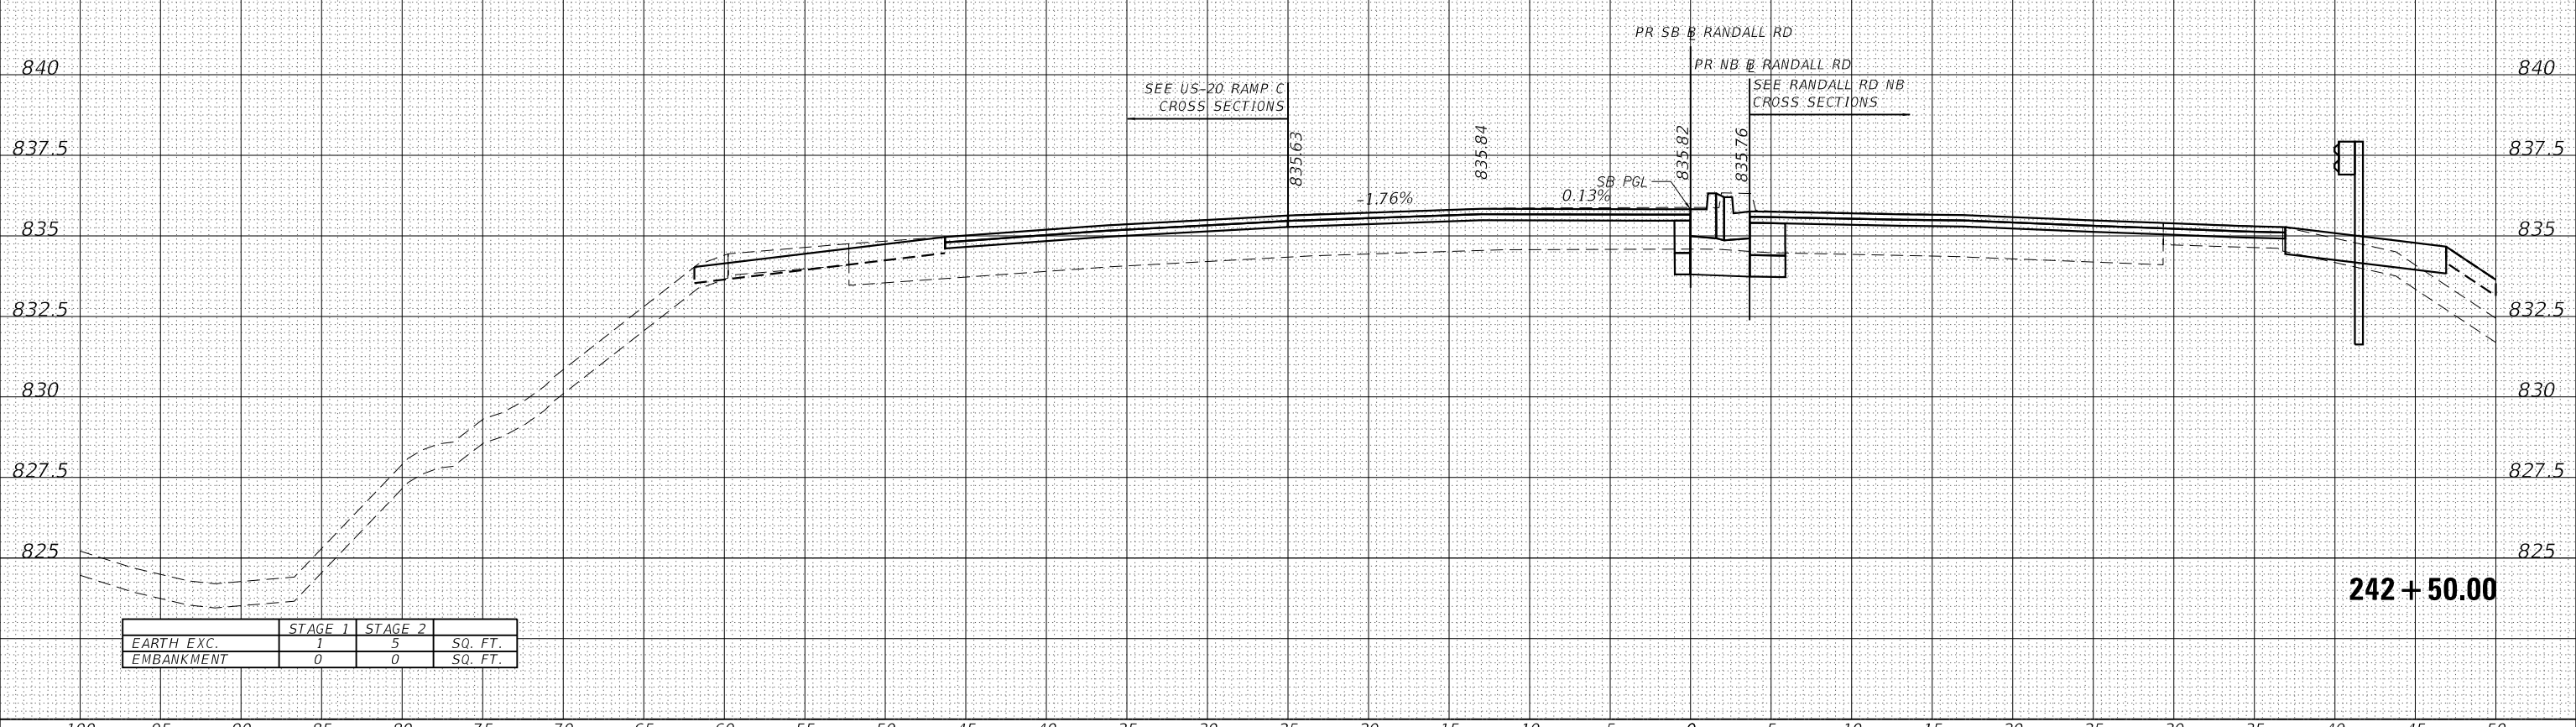 PR SB ⅊ RANDALL RD
PR NB ⅊ RANDALL RD
840
840
SEE US-20 RAMP C
CROSS SECTIONS
SEE RANDALL RD NB
CROSS SECTIONS
835.63
835.84
835.82
835.76
837.5
837.5
SB PGL
-1.76%
0.13%
835
835
832.5
832.5
830
830
827.5
827.5
825
825
242+50.00
STAGE 1 STAGE 2
EARTH EXC. 1 5 SQ. FT.
EMBANKMENT 0 0 SQ. FT.